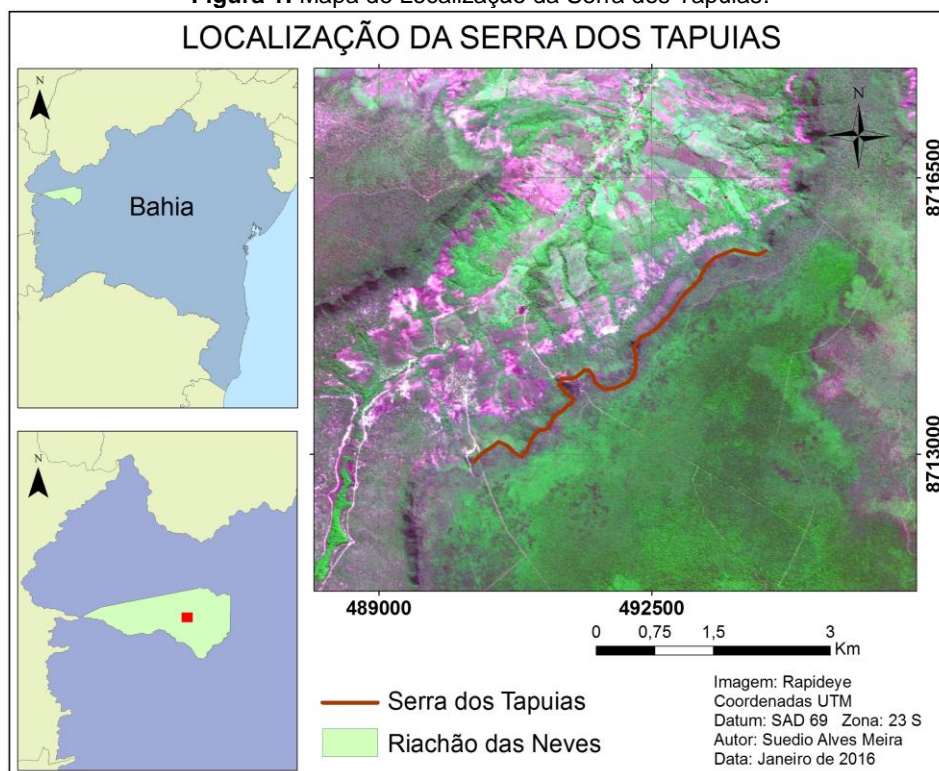 Figura 1. Mapa de Localização da Serra dos Tapuias.
LOCALIZAÇÃO DA SERRA DOS TAPUIAS
N
Bahia
N
N
8716500
8713000
489000
492500
0 0,75 1,5 3
Km
Serra dos Tapuias
Riachão das Neves
Imagem: Rapideye
Coordenadas UTM
Datum: SAD 69 Zona: 23 S
Autor: Suedio Alves Meira
Data: Janeiro de 2016